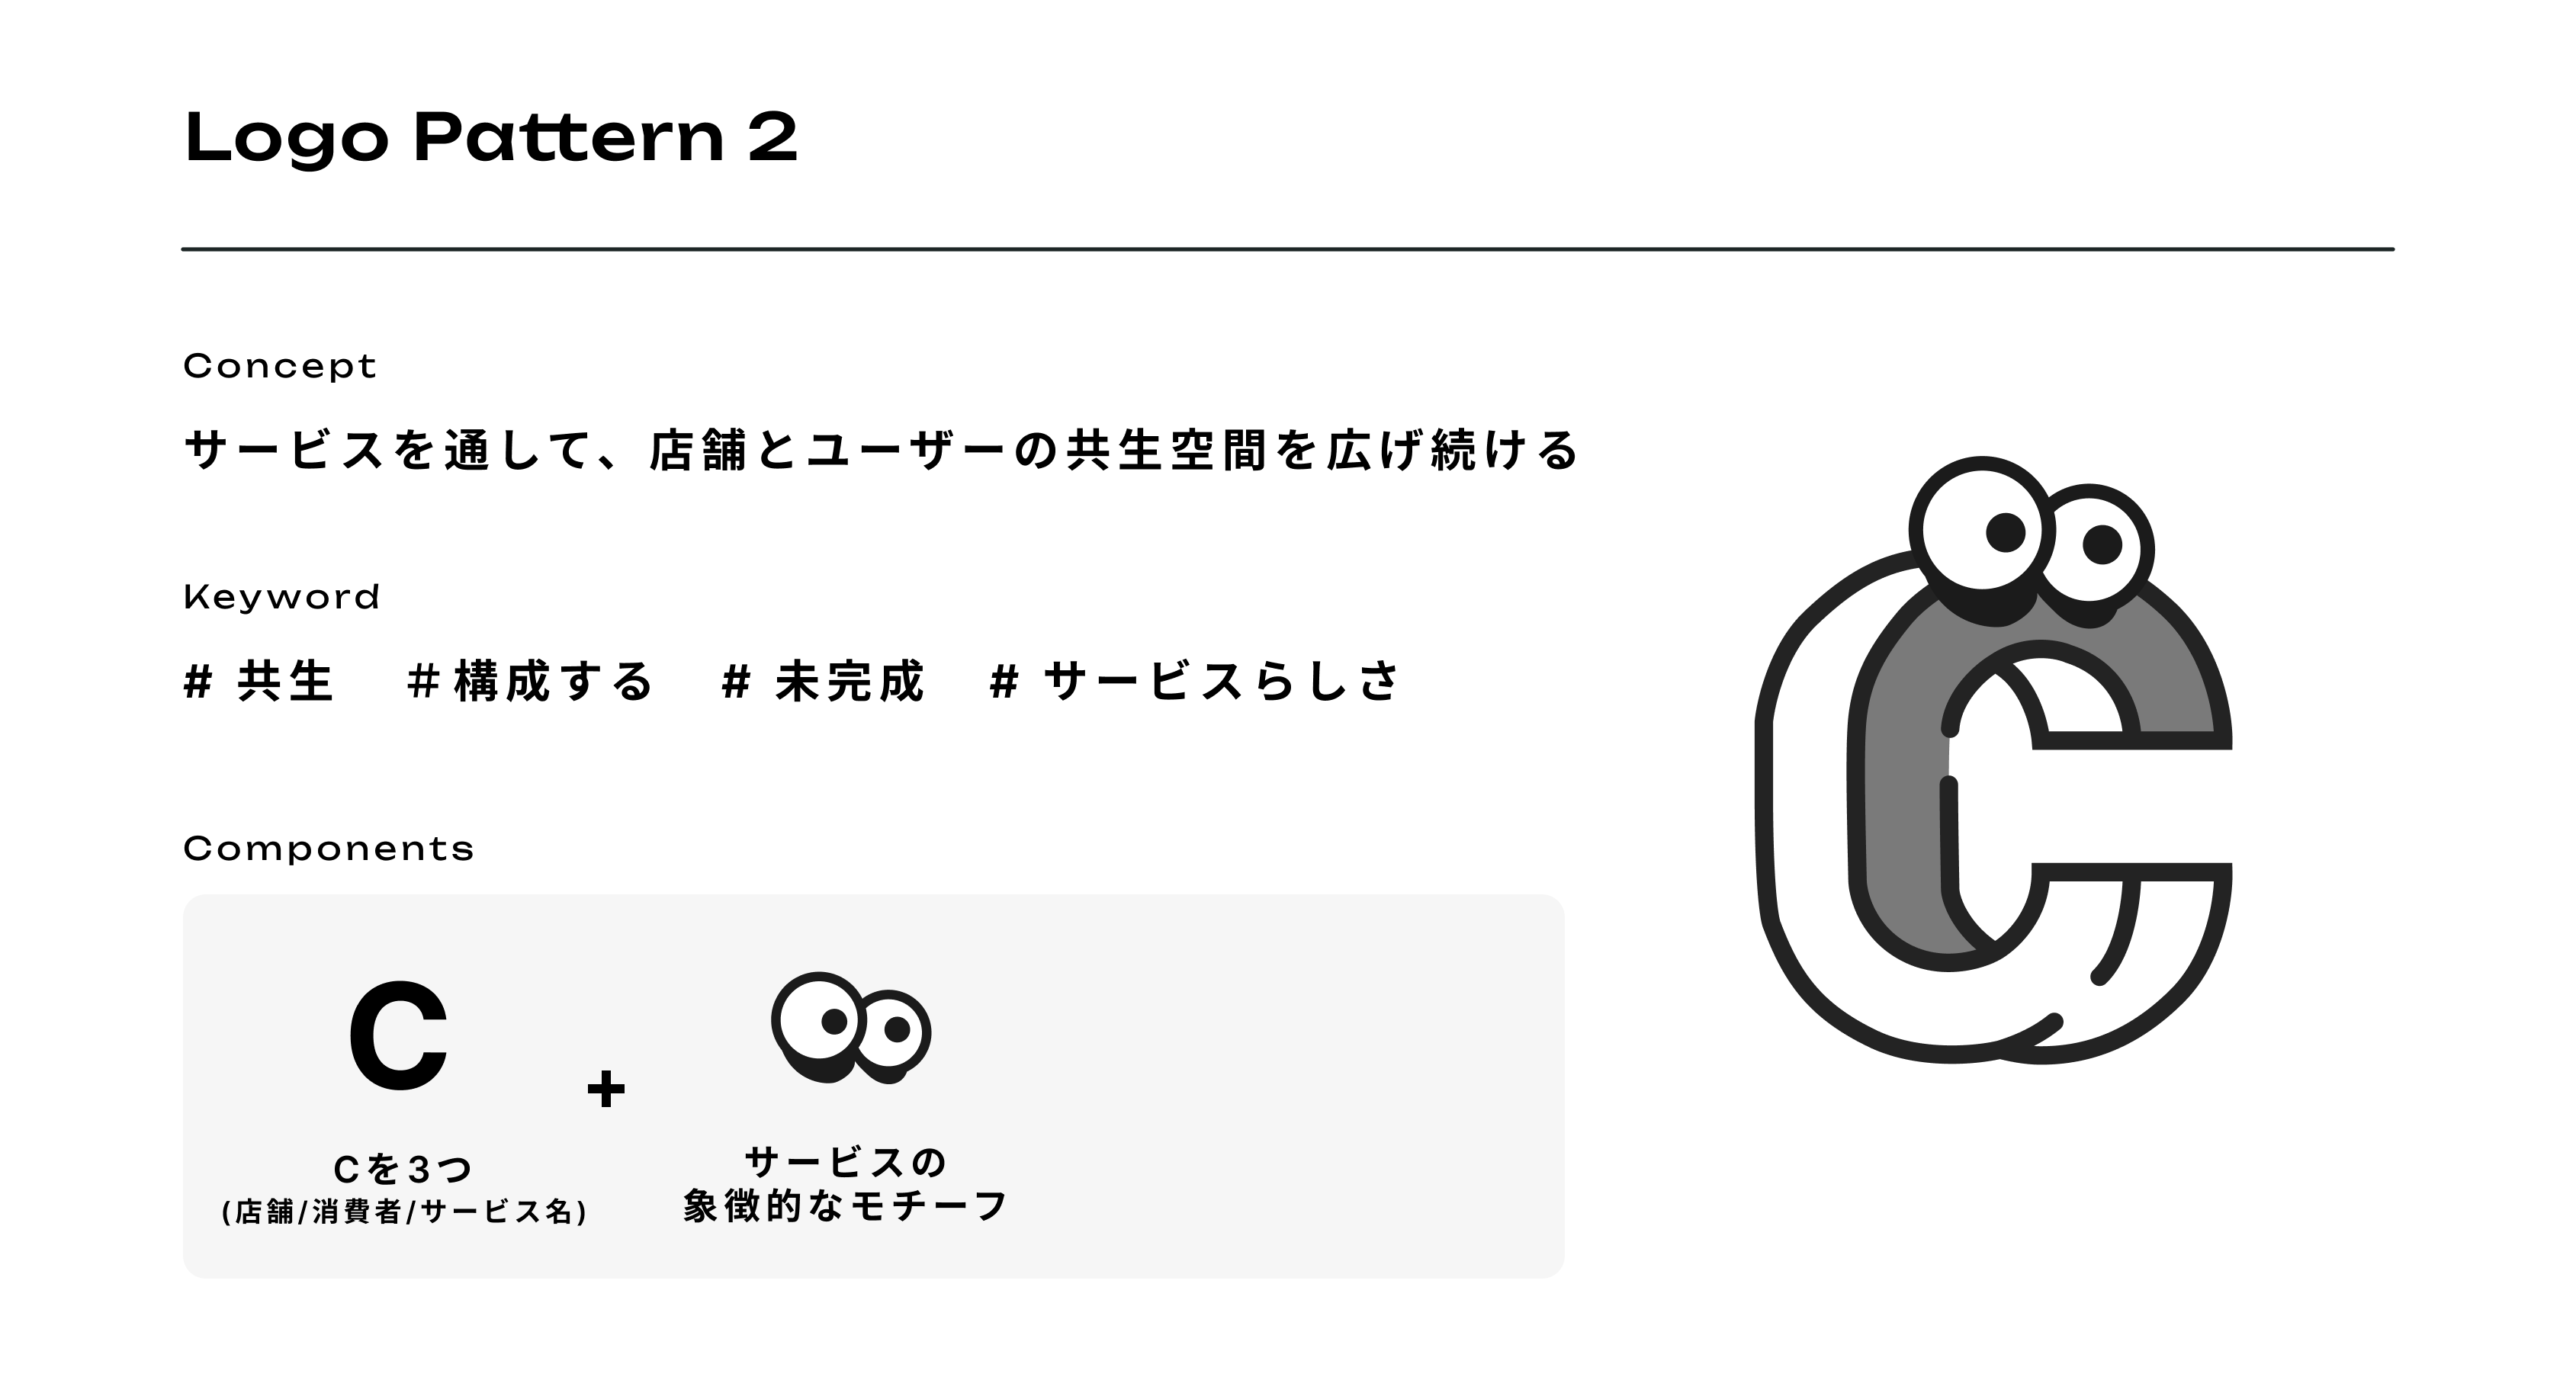 Logo Pattern 2
Concept
サービスを通して、店舗とユーザーの共生空間を広げ続ける
Keyword
# 共生 ＃構成する # 未完成 # サービスらしさ
Components
C
+
Cを3つ
(店舗/消費者/サービス名)
サービスの
象徴的なモチーフ